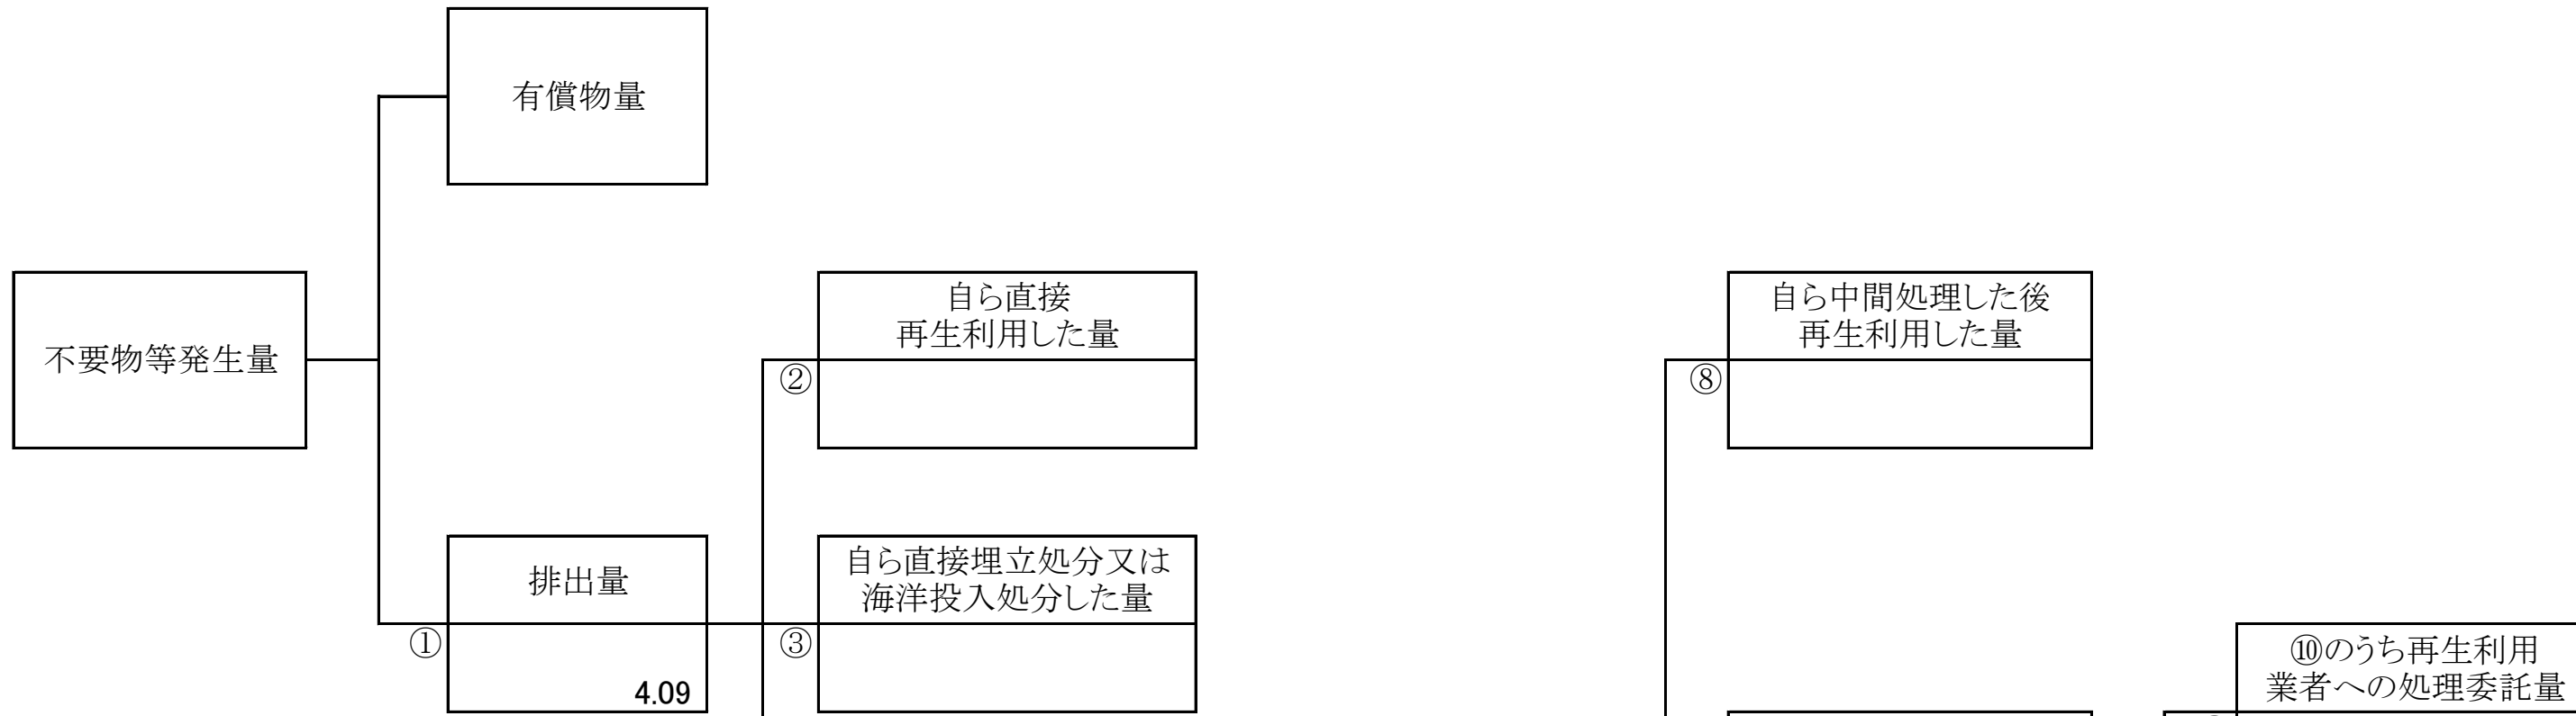 有償物量
不要物等発生量
自ら直接
再生利用した量
②
自ら中間処理した後
再生利用した量
⑧
排出量
①
4.09
自ら直接埋立処分又は
海洋投入処分した量
③
⑩のうち再生利用
業者への処理委託量